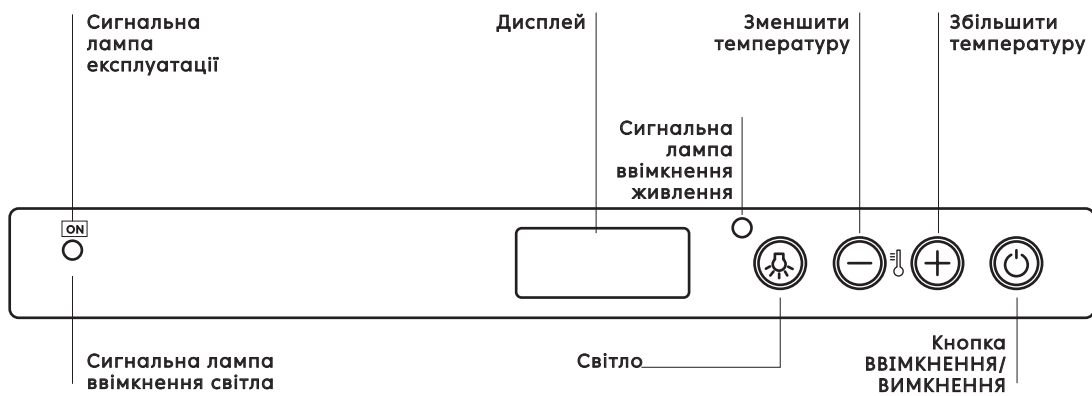 Сигнальна
лампа
експлуатації
Дисплей
Зменшити
температуру
Збільшити
температуру
Сигнальна
лампа
ввімкнення
живлення
ON
Сигнальна лампа
ввімкнення світла
Світло
Кнопка
ВВІМКНЕННЯ/
ВИМКНЕННЯ